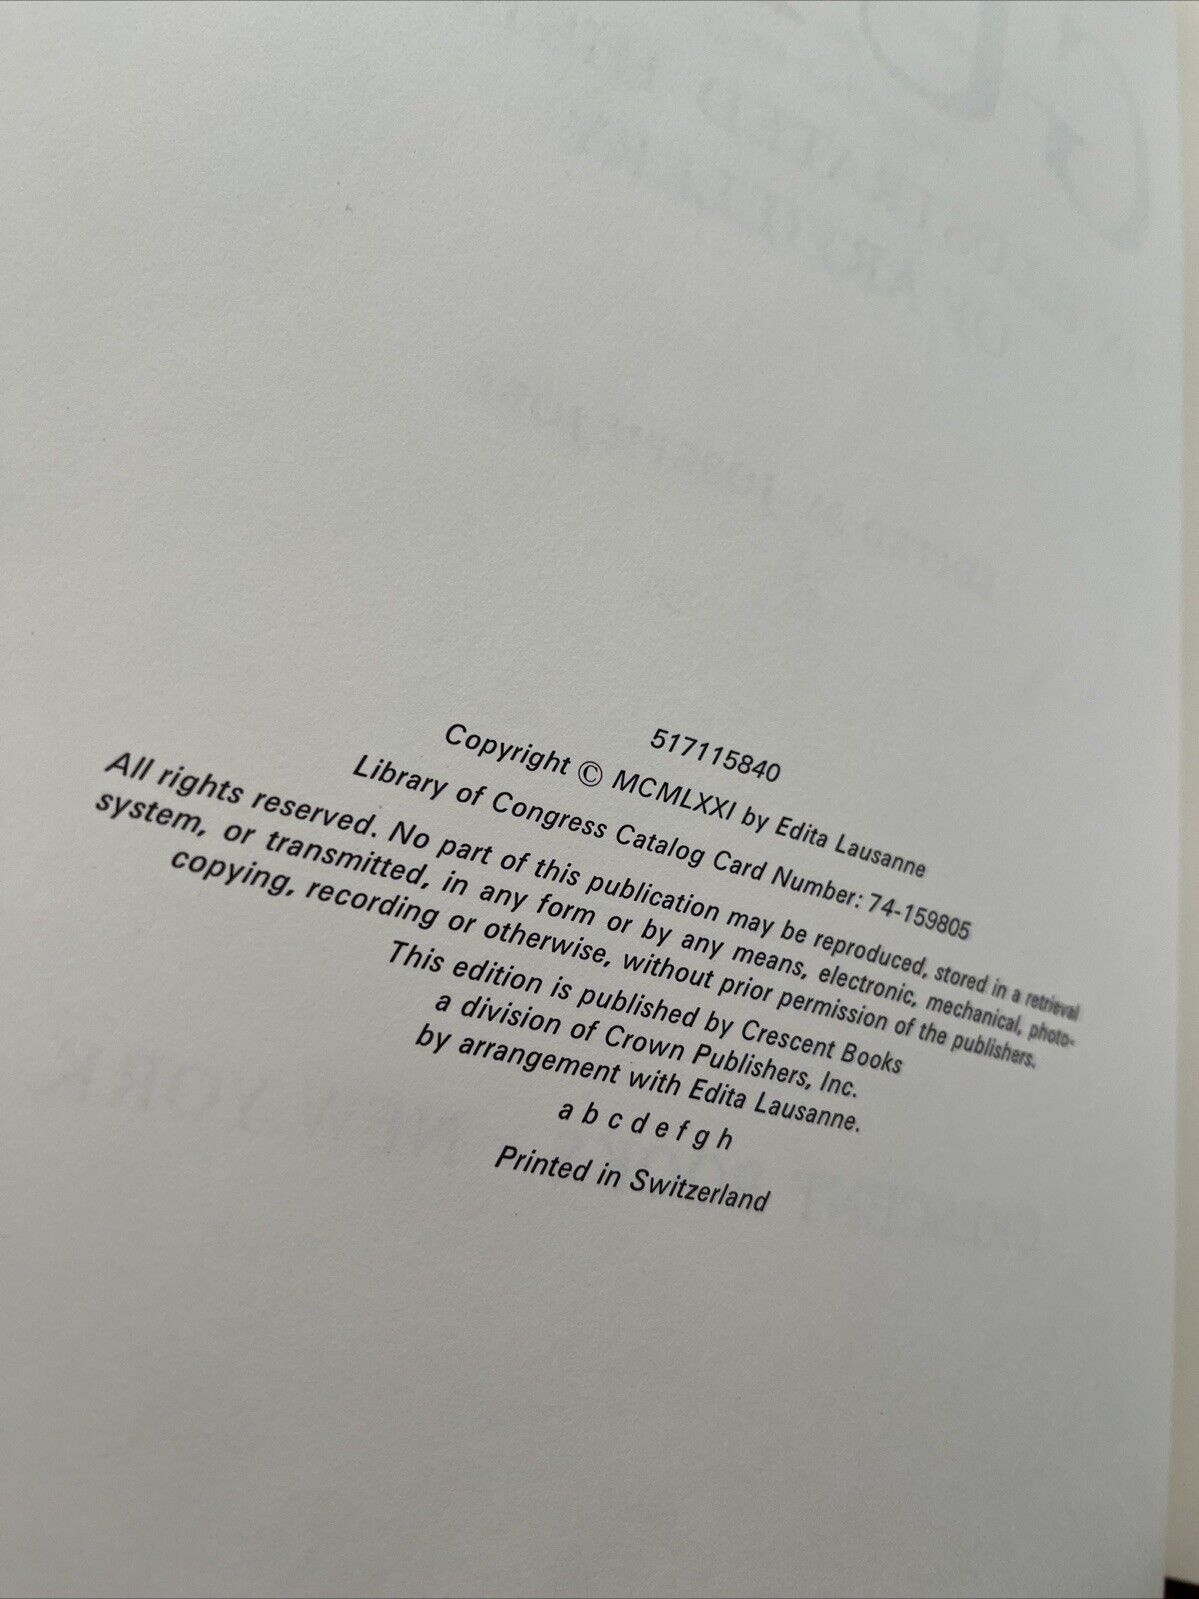 517115840
Copyright © MCMLXXI by Edita Lausanne
Library of Congress Catalog Card Number: 74-159805
All rights reserved. No part of this publication may be reproduced, stored in a retrieval
system, or transmitted, in any form or by any means, electronic, mechanical, photo-
copying, recording or otherwise, without prior permission of the publishers.
This edition is published by Crescent Books
a division of Crown Publishers, Inc.
by arrangement with Edita Lausanne.
a b c d e f g h
Printed in Switzerland